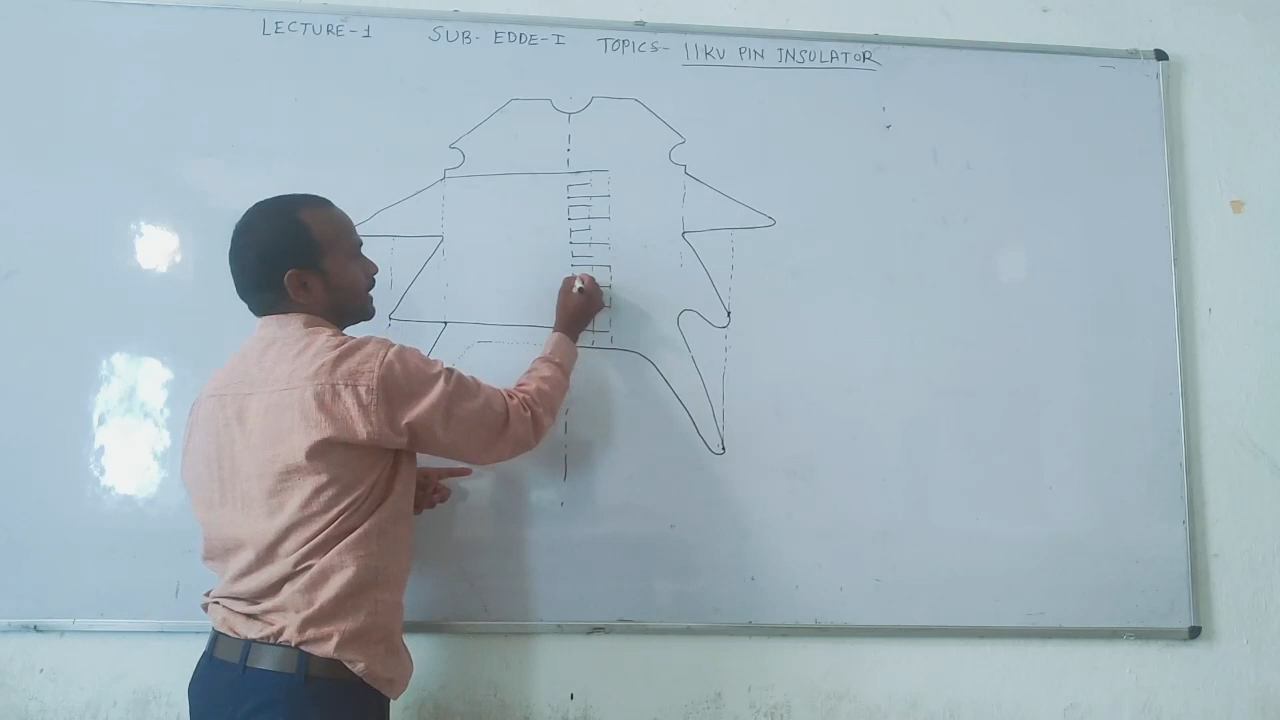 LECTURE-1 SUB- EDDE-I TOPICS- 11KV PIN INSULATOR